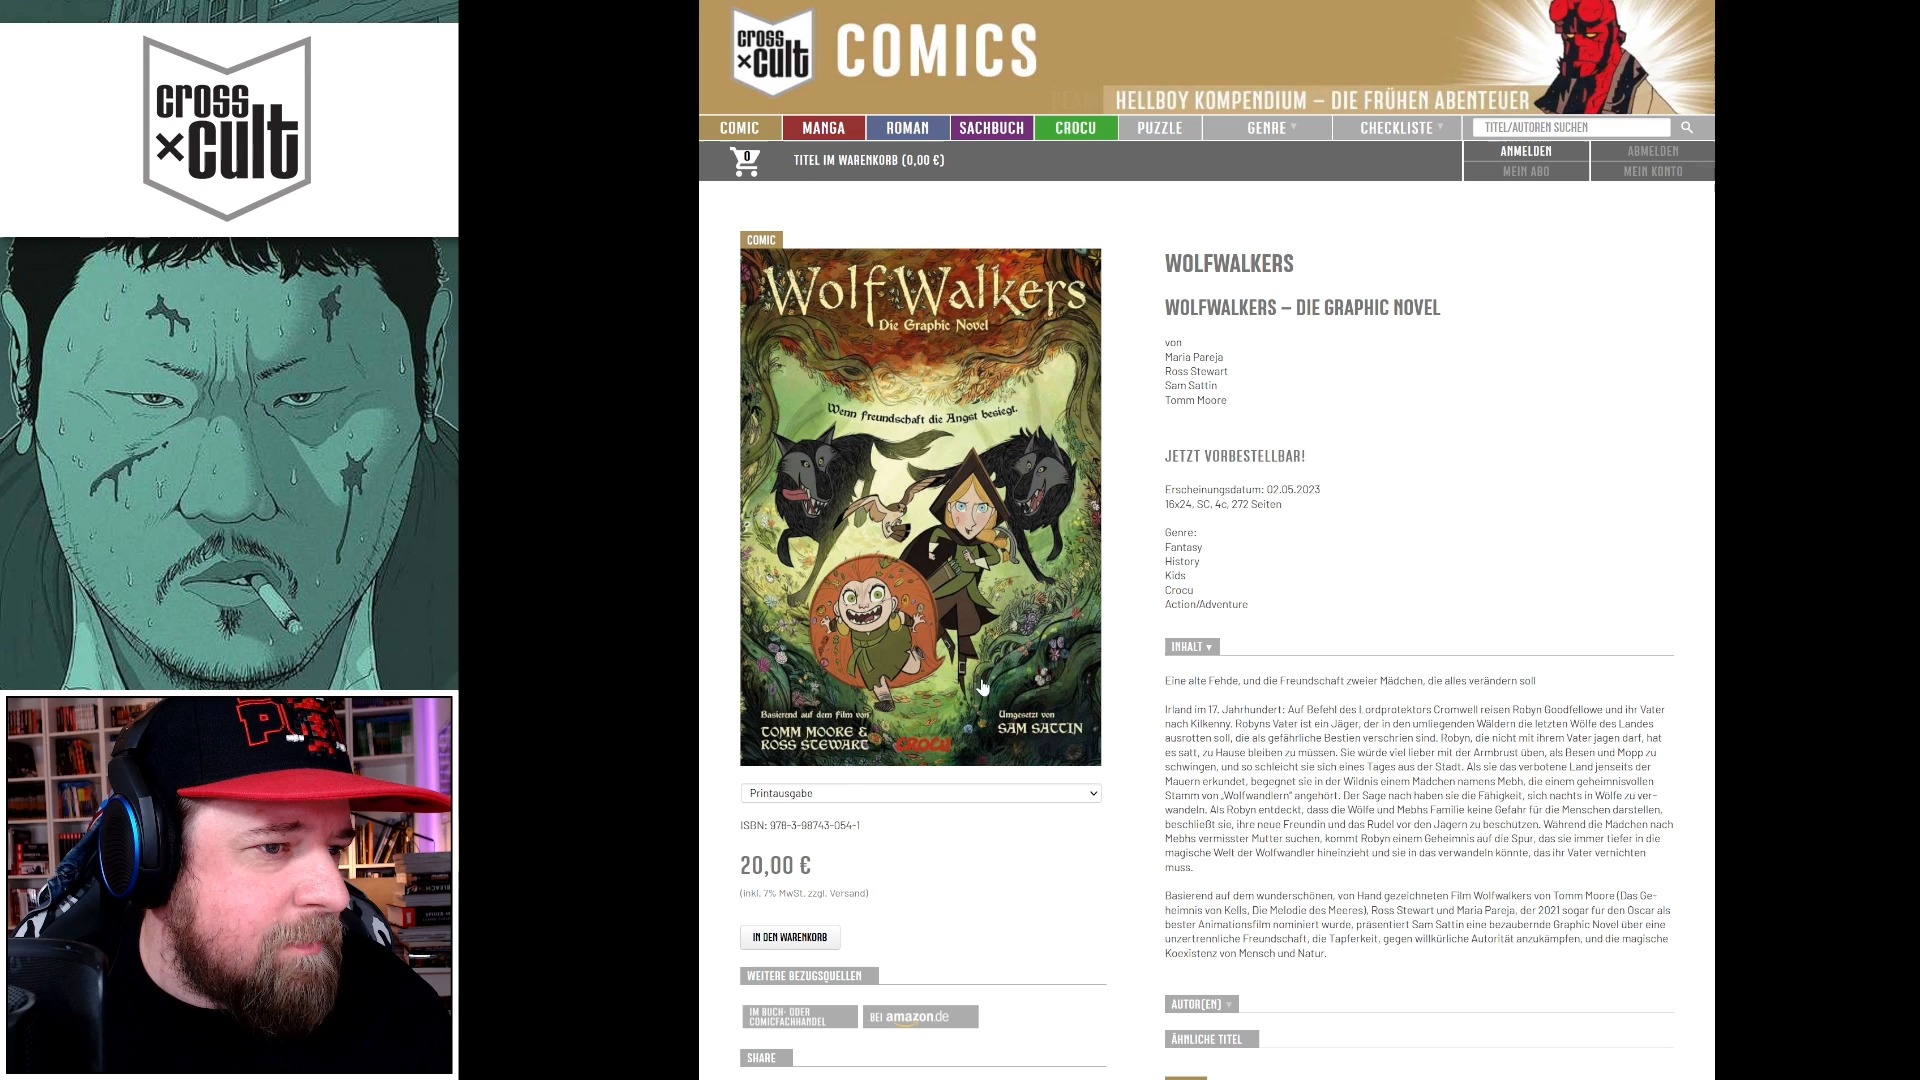 cross
×cult
cross
×cult
COMICS
HELLBOY KOMPENDIUM – DIE FRÜHEN ABENTEUER
COMIC
MANGA
ROMAN
SACHBUCH
CROCU
PUZZLE
GENRE ▼
CHECKLISTE ▼
TITEL/AUTOREN SUCHEN
0
TITEL IM WARENKORB (0,00 €)
ANMELDEN
ABMELDEN
MEIN ABO
MEIN KONTO
COMIC
WolfWalkers
Die Graphic Novel
Wenn Freundschaft die Angst besiegt.
Basierend auf dem Film von
TOMM MOORE &
ROSS STEWART
CROCU
Umgesetzt von
SAM SATTIN
Printausgabe
ISBN: 978-3-98743-054-1
20,00 €
(inkl. 7% MwSt. zzgl. Versand)
IN DEN WARENKORB
WEITERE BEZUGSQUELLEN
IM BUCH- ODER
COMICFACHHANDEL
BEI amazon.de
SHARE
WOLFWALKERS
WOLFWALKERS – DIE GRAPHIC NOVEL
von
Maria Pareja
Ross Stewart
Sam Sattin
Tomm Moore
JETZT VORBESTELLBAR!
Erscheinungsdatum: 02.05.2023
16x24, SC, 4c, 272 Seiten
Genre:
Fantasy
History
Kids
Crocu
Action/Adventure
INHALT ▼
Eine alte Fehde, und die Freundschaft zweier Mädchen, die alles verändern soll
Irland im 17. Jahrhundert: Auf Befehl des Lordprotektors Cromwell reisen Robyn Goodfellowe und ihr Vater
nach Kilkenny. Robyns Vater ist ein Jäger, der in den umliegenden Wäldern die letzten Wölfe des Landes
ausrotten soll, die als gefährliche Bestien verschrien sind. Robyn, die nicht mit ihrem Vater jagen darf, hat
es satt, zu Hause bleiben zu müssen. Sie würde viel lieber mit der Armbrust üben, als Besen und Mopp zu
schwingen, und so schleicht sie sich eines Tages aus der Stadt. Als sie das verbotene Land jenseits der
Mauern erkundet, begegnet sie in der Wildnis einem Mädchen namens Mebh, die einem geheimnisvollen
Stamm von „Wolfwandlern“ angehört. Der Sage nach haben sie die Fähigkeit, sich nachts in Wölfe zu ver-
wandeln. Als Robyn entdeckt, dass die Wölfe und Mebhs Familie keine Gefahr für die Menschen darstellen,
beschließt sie, ihre neue Freundin und das Rudel vor den Jägern zu beschützen. Während die Mädchen nach
Mebhs vermisster Mutter suchen, kommt Robyn einem Geheimnis auf die Spur, das sie immer tiefer in die
magische Welt der Wolfwandler hineinzieht und sie in das verwandeln könnte, das ihr Vater vernichten
muss.
Basierend auf dem wunderschönen, von Hand gezeichneten Film Wolfwalkers von Tomm Moore (Das Ge-
heimnis von Kells, Die Melodie des Meeres), Ross Stewart und Maria Pareja, der 2021 sogar für den Oscar als
bester Animationsfilm nominiert wurde, präsentiert Sam Sattin eine bezaubernde Graphic Novel über eine
unzertrennliche Freundschaft, die Tapferkeit, gegen willkürliche Autorität anzukämpfen, und die magische
Koexistenz von Mensch und Natur.
AUTOR(EN) ▼
ÄHNLICHE TITEL